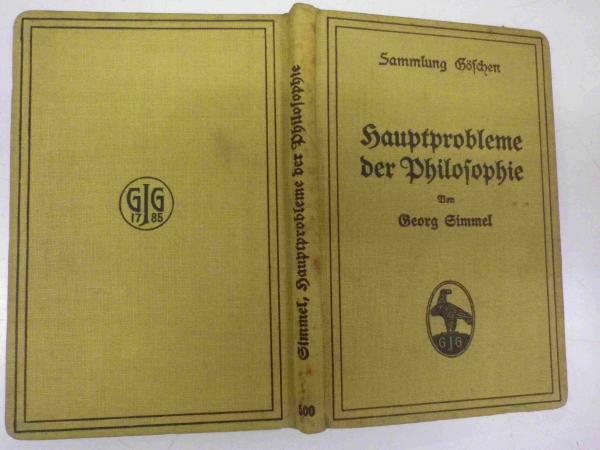 Sammlung Göschen
Hauptprobleme
der Philosophie
Von
Georg Simmel
GJG
Simmel, Hauptprobleme der Philosophie
500
GJG
1785